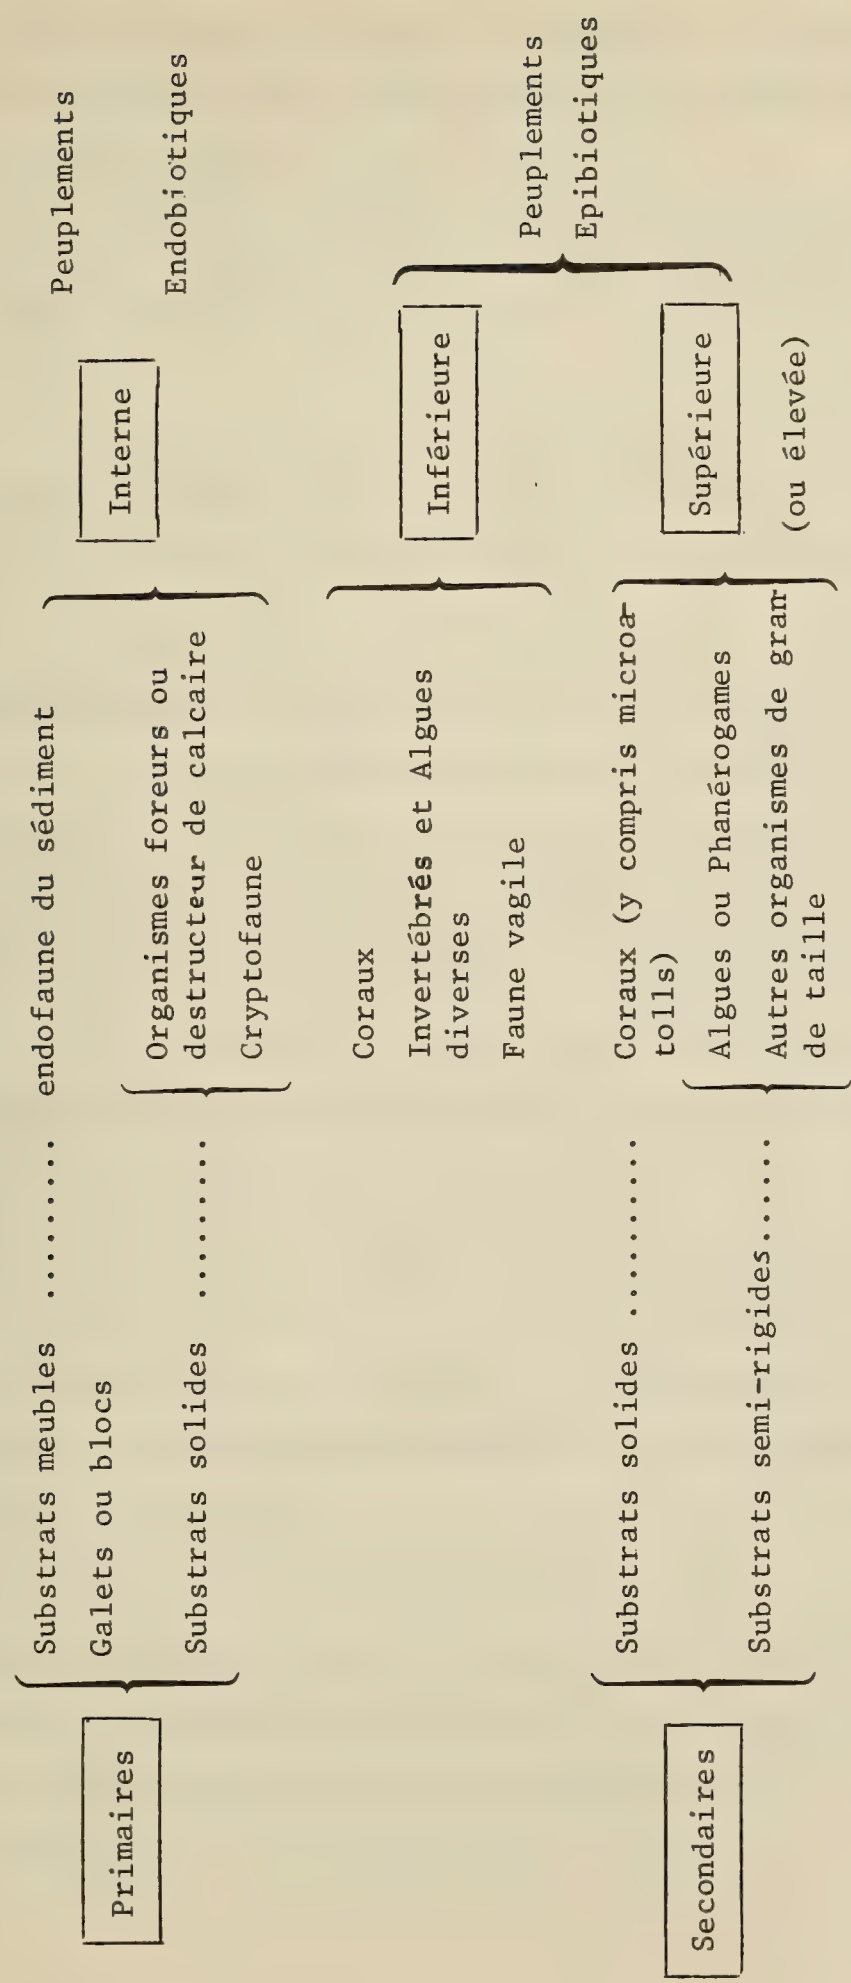 Primaires
Substrats meubles ......... endofaune du sédiment
Galets ou blocs
Substrats solides .........
Organismes foreurs ou
destructeur de calcaire
Cryptofaune
Interne
Peuplements
Endobiotiques
Coraux
Invertébrés et Algues
diverses
Faune vagile
Inférieure
Peuplements
Epibiotiques
Secondaires
Substrats solides ...........
Coraux (y compris microa-
tolls)
Substrats semi-rigides.......
Algues ou Phanérogames
Autres organismes de gran-
de taille
Supérieure
(ou élevée)